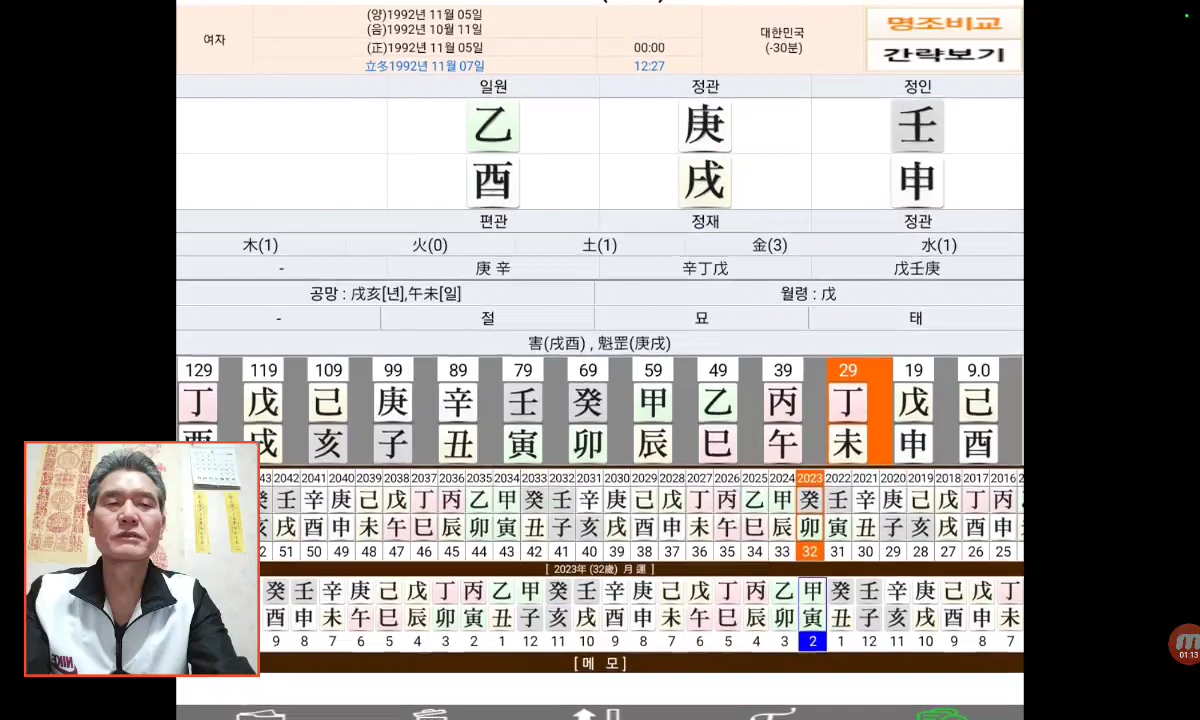 (양)1992년 11월 05일
(음)1992년 10월 11일
여자
대한민국
(-30분)
(正)1992년 11월 05일 00:00
立冬1992년 11월 07일 12:27
명조비교
간략보기
일원 정관 정인
乙 庚 壬
酉 戌 申
편관 정재 정관
木(1) 火(0) 土(1) 金(3) 水(1)
- 庚 辛 辛丁戊 戊壬庚
공망 : 戌亥[년],午未[일] 월령 : 戊
- 절 묘 태
害(戌酉) , 魁罡(庚戌)
129 119 109 99 89 79 69 59 49 39 29 19 9.0
丁 戊 己 庚 辛 壬 癸 甲 乙 丙 丁 戊 己
酉 戌 亥 子 丑 寅 卯 辰 巳 午 未 申 酉
43 2042 2041 2040 2039 2038 2037 2036 2035 2034 2033 2032 2031 2030 2029 2028 2027 2026 2025 2024 2023 2022 2021 2020 2019 2018 2017 2016
癸 壬 辛 庚 己 戊 丁 丙 乙 甲 癸 壬 辛 庚 己 戊 丁 丙 乙 甲 癸 壬 辛 庚 己 戊 丁 丙
亥 戌 酉 申 未 午 巳 辰 卯 寅 丑 子 亥 戌 酉 申 未 午 巳 辰 卯 寅 丑 子 亥 戌 酉 申
2 51 50 49 48 47 46 45 44 43 42 41 40 39 38 37 36 35 34 33 32 31 30 29 28 27 26 25
[ 2023年 (32歲) 月 運 ]
癸 壬 辛 庚 己 戊 丁 丙 乙 甲 癸 壬 辛 庚 己 戊 丁 丙 乙 甲 癸 壬 辛 庚 己 戊 丁
酉 申 未 午 巳 辰 卯 寅 丑 子 亥 戌 酉 申 未 午 巳 辰 卯 寅 丑 子 亥 戌 酉 申 未
9 8 7 6 5 4 3 2 1 12 11 10 9 8 7 6 5 4 3 2 1 12 11 10 9 8 7
[ 메 모 ]
NIKE
01:13